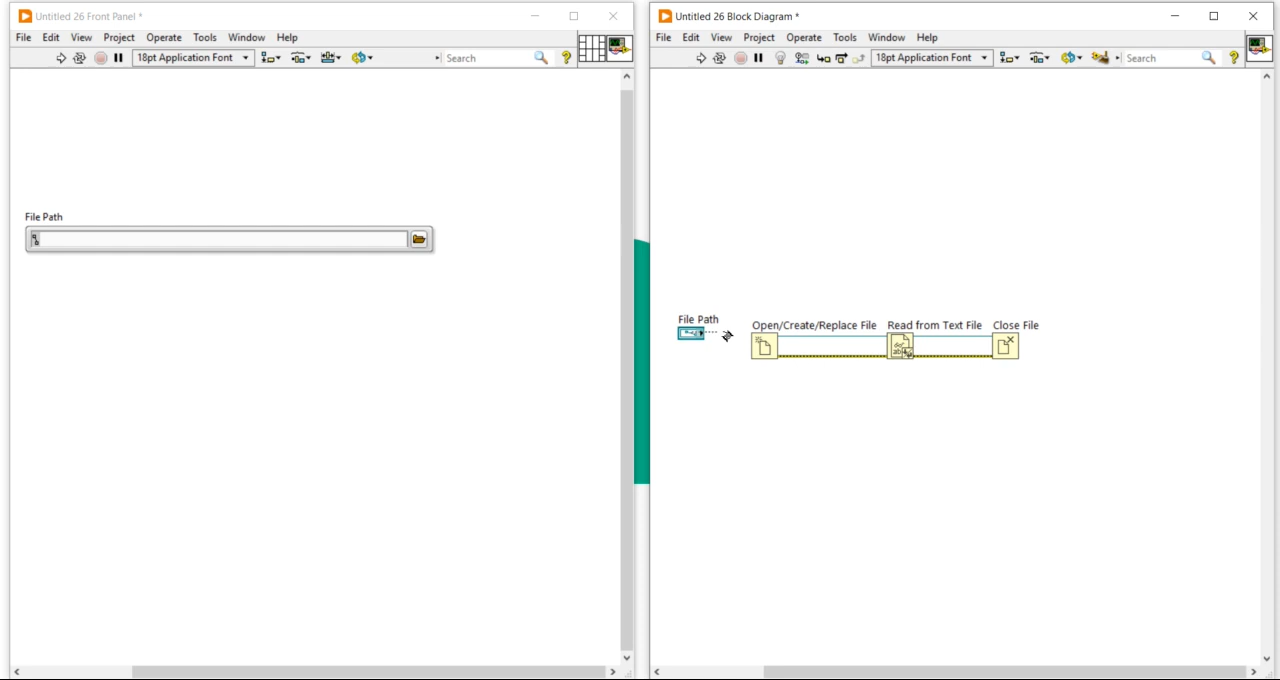 Untitled 26 Front Panel *
File Edit View Project Operate Tools Window Help
18pt Application Font
Search
File Path
Untitled 26 Block Diagram *
File Edit View Project Operate Tools Window Help
18pt Application Font
Search
File Path
Open/Create/Replace File Read from Text File Close File